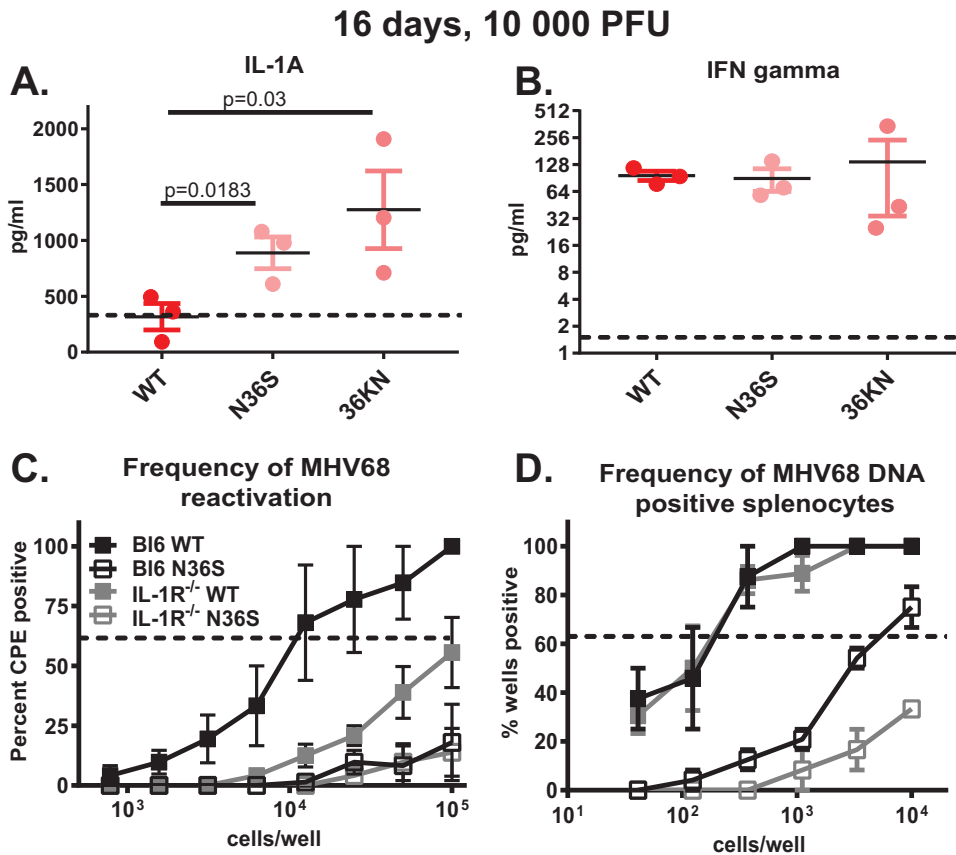 16 days, 10 000 PFU
A.
IL-1A
p=0.03
p=0.0183
pg/ml
2000
1500
1000
500
0
WT
N36S
36KN
B.
IFN gamma
pg/ml
512
256
128
64
32
16
8
4
2
1
WT
N36S
36KN
C.
Frequency of MHV68
reactivation
Percent CPE positive
100
75
50
25
0
Bl6 WT
Bl6 N36S
IL-1R-/- WT
IL-1R-/- N36S
10³
10⁴
10⁵
cells/well
D.
Frequency of MHV68 DNA
positive splenocytes
% wells positive
100
80
60
40
20
0
10¹
10²
10³
10⁴
cells/well